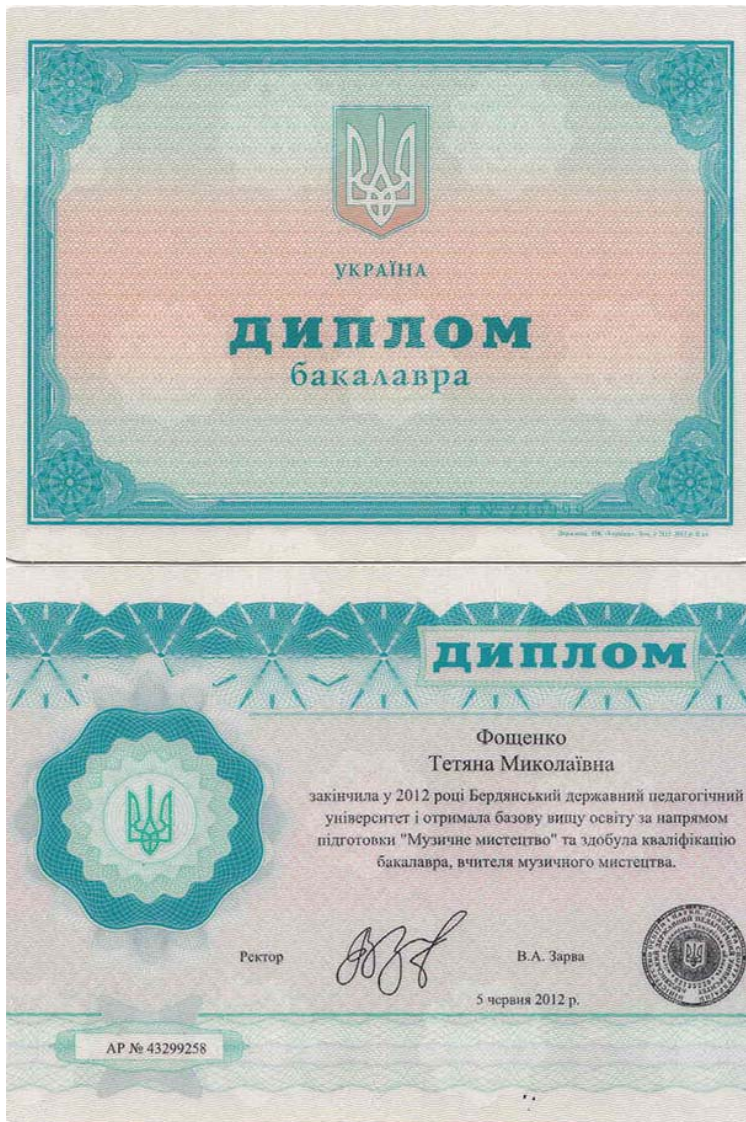 УКРАЇНА
ДИПЛОМ
бакалавра
К №
ДИПЛОМ
Фощенко
Тетяна Миколаївна
закінчила у 2012 році Бердянський державний педагогічний
університет і отримала базову вищу освіту за напрямом
підготовки "Музичне мистецтво" та здобула кваліфікацію
бакалавра, вчителя музичного мистецтва.
Ректор
В.А. Зарва
5 червня 2012 р.
АР № 43299258